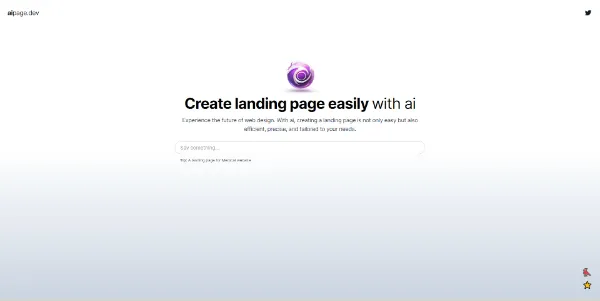 aipage.dev
Create landing page easily with ai
Experience the future of web design. With ai, creating a landing page is not only easy but also
efficient, precise, and tailored to your needs.
Say something...
Try: A landing page for